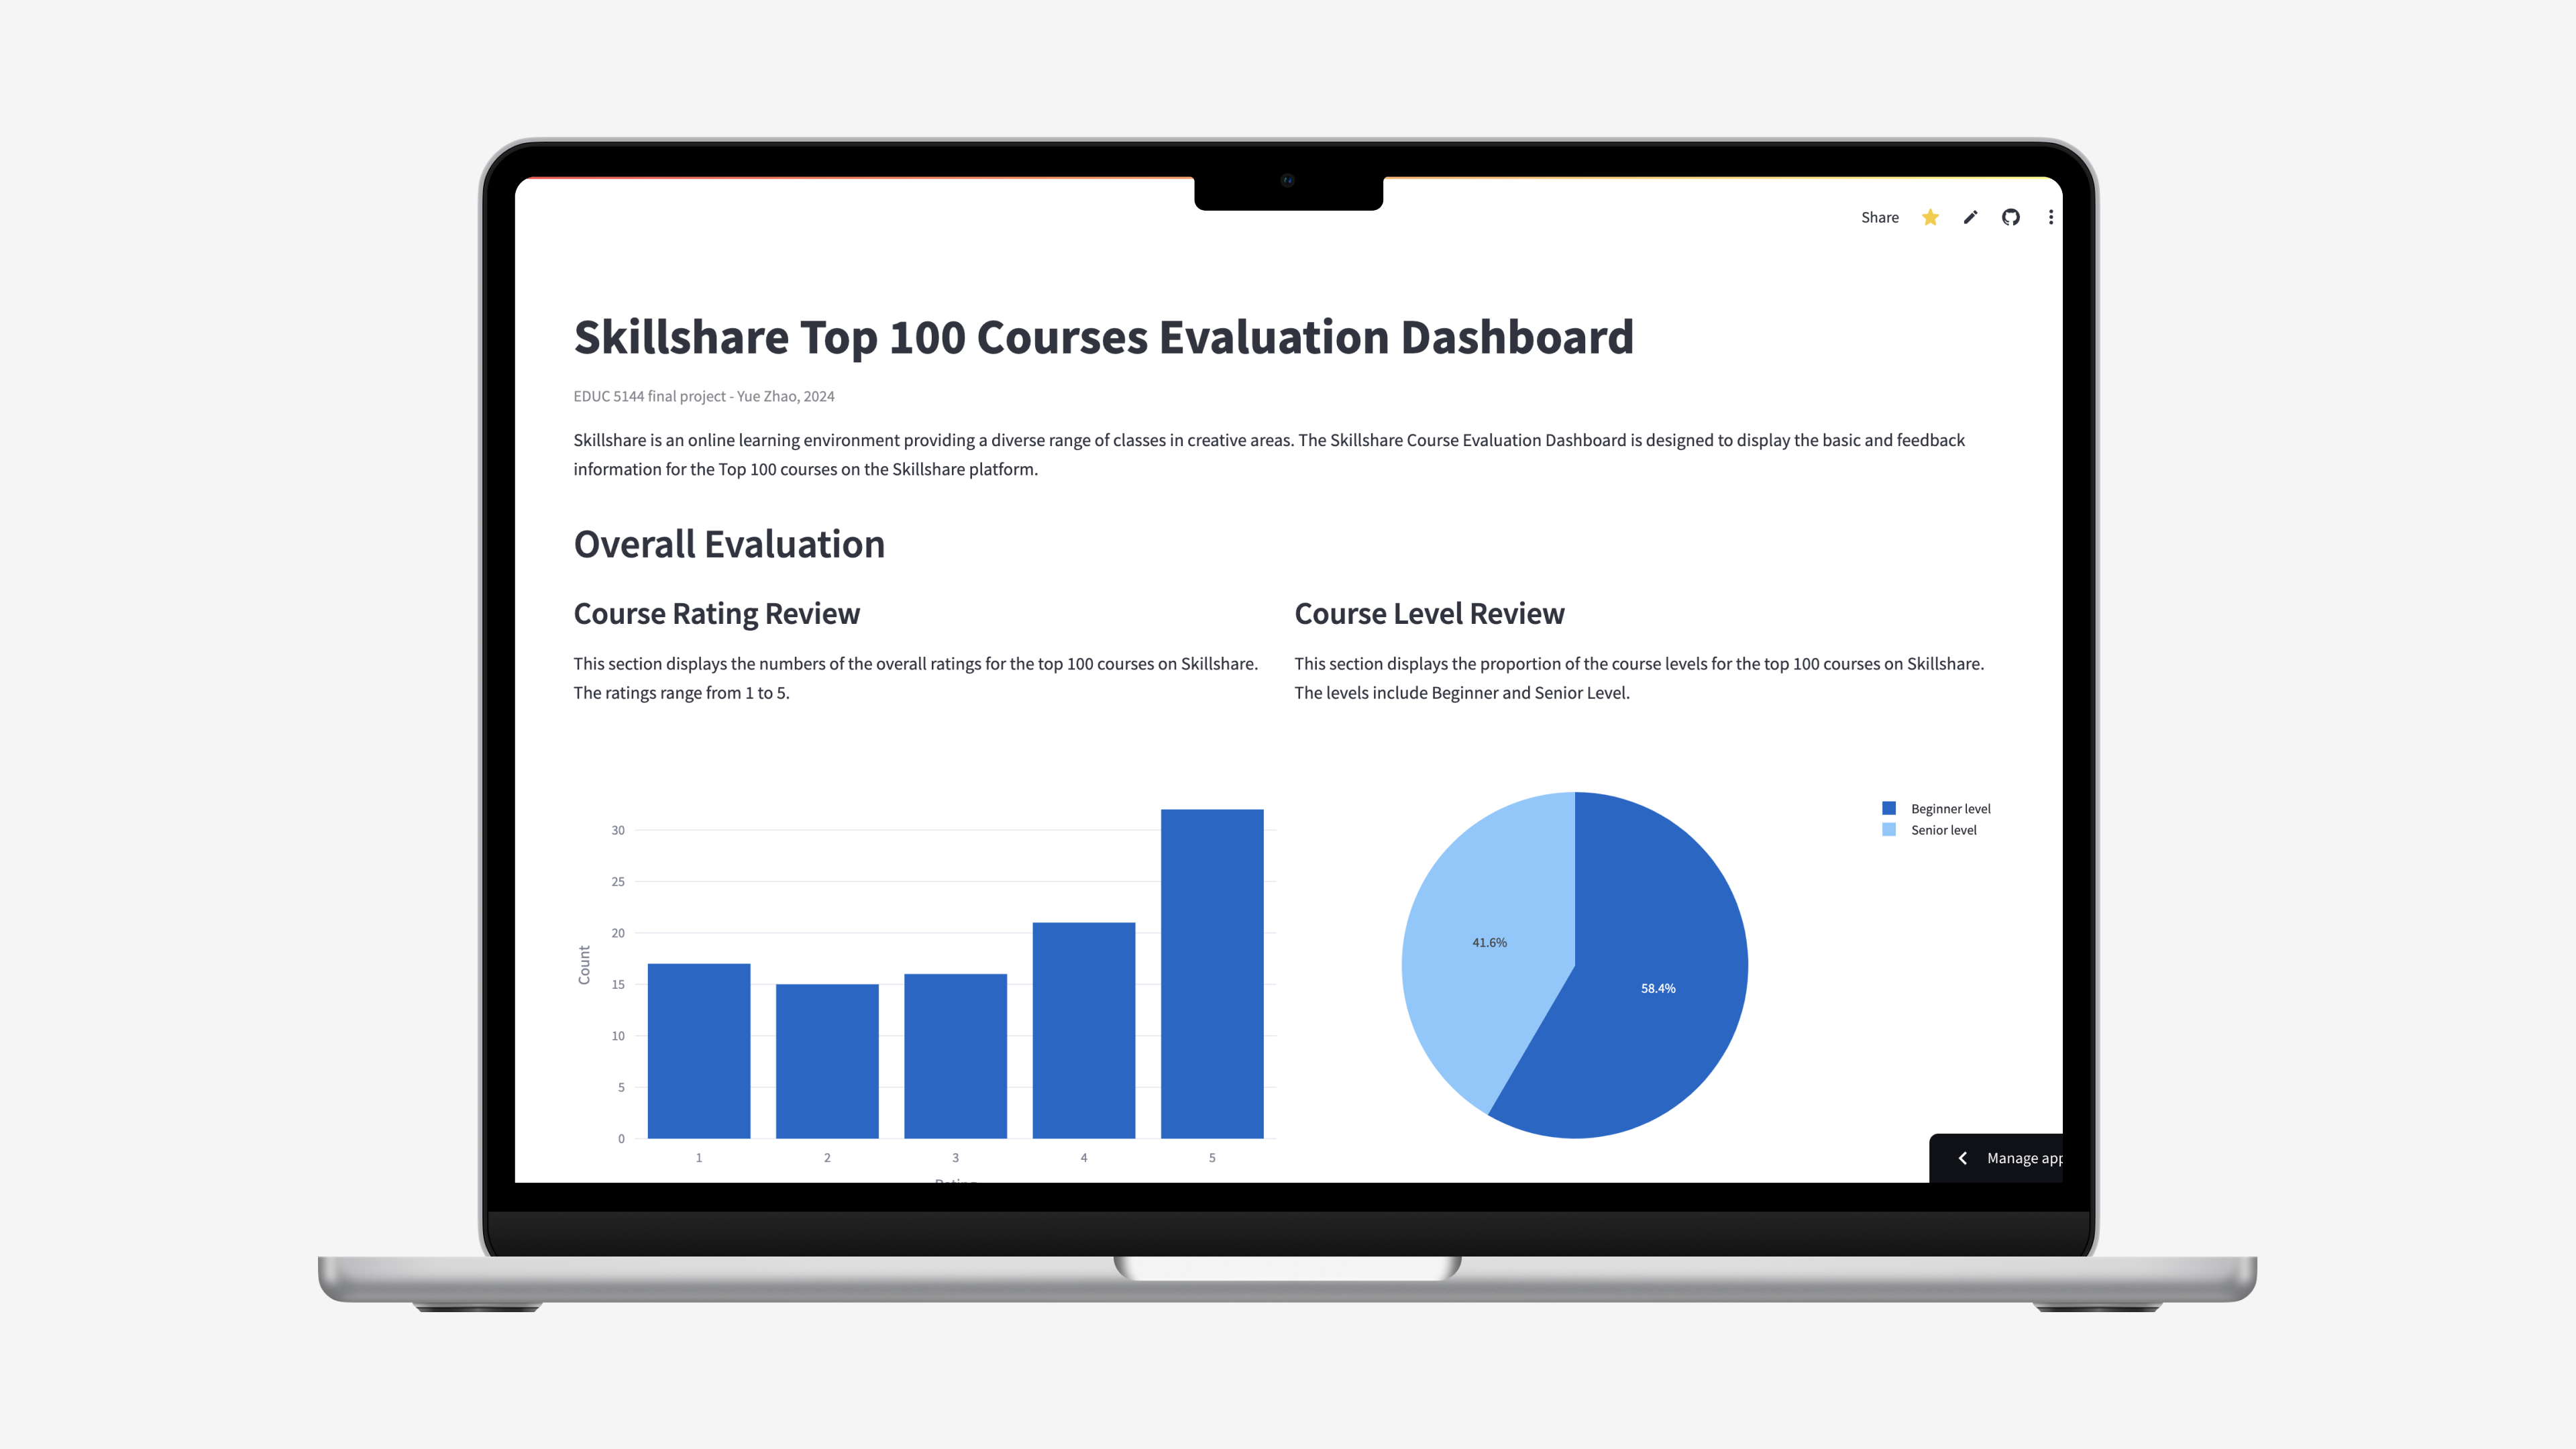 Share
Skillshare Top 100 Courses Evaluation Dashboard
EDUC 5144 final project - Yue Zhao, 2024
Skillshare is an online learning environment providing a diverse range of classes in creative areas. The Skillshare Course Evaluation Dashboard is designed to display the basic and feedback
information for the Top 100 courses on the Skillshare platform.
Overall Evaluation
Course Rating Review
This section displays the numbers of the overall ratings for the top 100 courses on Skillshare.
The ratings range from 1 to 5.
Course Level Review
This section displays the proportion of the course levels for the top 100 courses on Skillshare.
The levels include Beginner and Senior Level.
30
25
20
15
10
5
0
Count
1 2 3 4 5
Beginner level
Senior level
41.6%
58.4%
Manage app